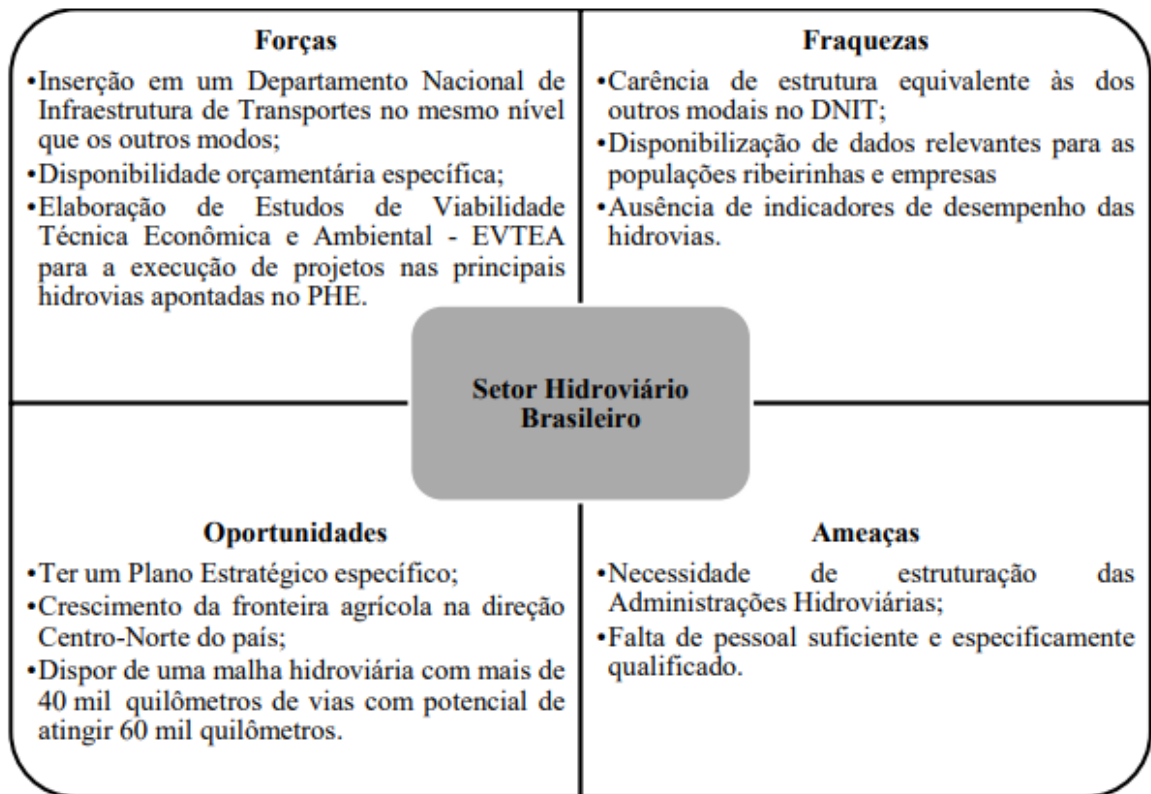 Forças
•Inserção em um Departamento Nacional de
Infraestrutura de Transportes no mesmo nível
que os outros modos;
•Disponibilidade orçamentária específica;
•Elaboração de Estudos de Viabilidade
Técnica Econômica e Ambiental - EVTEA
para a execução de projetos nas principais
hidrovias apontadas no PHE.
Fraquezas
•Carência de estrutura equivalente às dos
outros modais no DNIT;
•Disponibilização de dados relevantes para as
populações ribeirinhas e empresas
•Ausência de indicadores de desempenho das
hidrovias.
Setor Hidroviário
Brasileiro
Oportunidades
•Ter um Plano Estratégico específico;
•Crescimento da fronteira agrícola na direção
Centro-Norte do país;
•Dispor de uma malha hidroviária com mais de
40 mil quilômetros de vias com potencial de
atingir 60 mil quilômetros.
Ameaças
•Necessidade de estruturação das
Administrações Hidroviárias;
•Falta de pessoal suficiente e especificamente
qualificado.